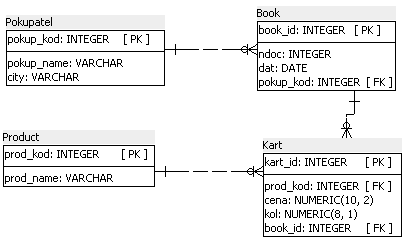 Pokupatel
pokup_kod: INTEGER [ PK ]
pokup_name: VARCHAR
city: VARCHAR
Book
book_id: INTEGER [ PK ]
ndoc: INTEGER
dat: DATE
pokup_kod: INTEGER [ FK ]
Product
prod_kod: INTEGER [ PK ]
prod_name: VARCHAR
Kart
kart_id: INTEGER [ PK ]
prod_kod: INTEGER [ FK ]
cena: NUMERIC(10, 2)
kol: NUMERIC(8, 1)
book_id: INTEGER [ FK ]